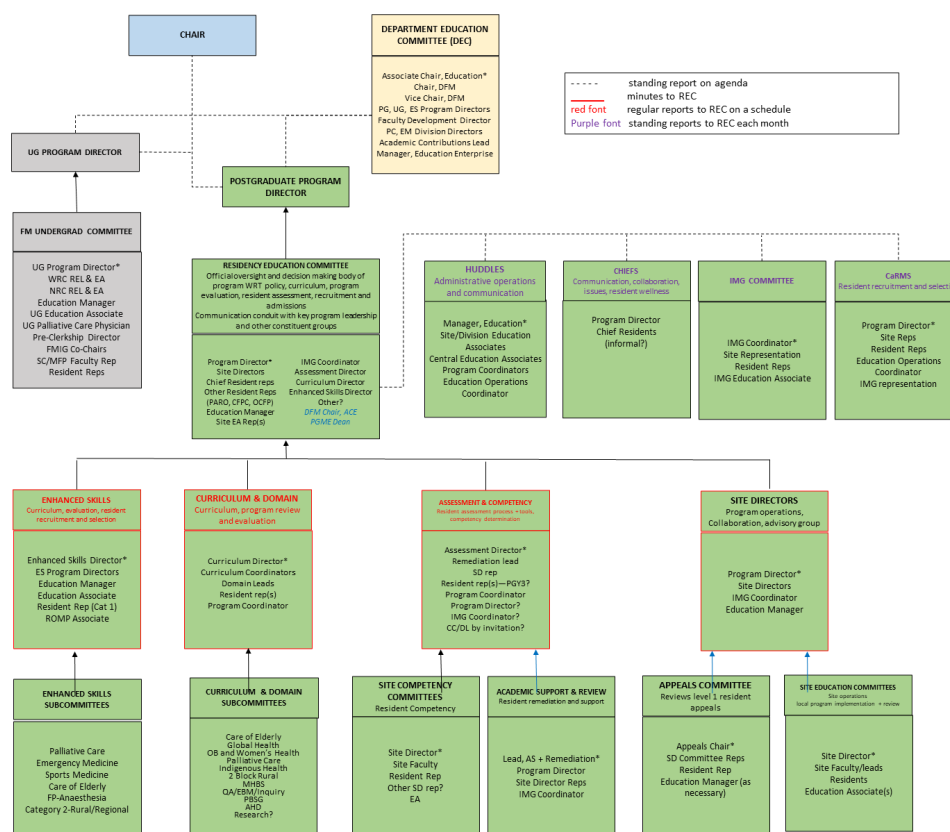 CHAIR
DEPARTMENT EDUCATION
COMMITTEE (DEC)
Associate Chair, Education*
Chair, DFM
Vice Chair, DFM
PG, UG, ES Program Directors
Faculty Development Director
PC, EM Division Directors
Academic Contributions Lead
Manager, Education Enterprise
standing report on agenda
minutes to REC
red font regular reports to REC on a schedule
Purple font standing reports to REC each month
UG PROGRAM DIRECTOR
POSTGRADUATE PROGRAM
DIRECTOR
FM UNDERGRAD COMMITTEE
UG Program Director*
WRC REL & EA
NRC REL & EA
Education Manager
UG Education Associate
UG Palliative Care Physician
Pre-Clerkship Director
FMIG Co-Chairs
SC/MFP Faculty Rep
Resident Reps
RESIDENCY EDUCATION COMMITTEE
Official oversight and decision making body of
program WRT policy, curriculum, program
evaluation, resident assessment, recruitment and
admissions
Communication conduit with key program leadership
and other constituent groups
Program Director*
Site Directors
Chief Resident reps
Other Resident Reps
(PARO, CFPC, OCFP)
Education Manager
Site EA Rep(s)
IMG Coordinator
Assessment Director
Curriculum Director
Enhanced Skills Director
Other?
DFM Chair, ACE
PGME Dean
HUDDLES
Administrative operations
and communication
Manager, Education*
Site/Division Education
Associates
Central Education Associates
Program Coordinators
Education Operations
Coordinator
CHIEFS
Communication, collaboration,
issues, resident wellness
Program Director
Chief Residents
(informal?)
IMG COMMITTEE
IMG Coordinator*
Site Representation
Resident Reps
IMG Education Associate
CaRMS
Resident recruitment and selectio
Program Director*
Site Reps
Resident Reps
Education Operations
Coordinator
IMG representation
ENHANCED SKILLS
Curriculum, evaluation, resident
recruitment and selection
Enhanced Skills Director*
ES Program Directors
Education Manager
Education Associate
Resident Rep (Cat 1)
ROMP Associate
CURRICULUM & DOMAIN
Curriculum, program review
and evaluation
Curriculum Director*
Curriculum Coordinators
Domain Leads
Resident rep(s)
Program Coordinator
ASSESSMENT & COMPETENCY
Resident assessment process + tools,
competency determination
Assessment Director*
Remediation lead
SD rep
Resident rep(s)—PGY3?
Program Coordinator
Program Director?
IMG Coordinator?
CC/DL by invitation?
SITE DIRECTORS
Program operations,
Collaboration, advisory group
Program Director*
Site Directors
IMG Coordinator
Education Manager
ENHANCED SKILLS
SUBCOMMITTEES
Palliative Care
Emergency Medicine
Sports Medicine
Care of Elderly
FP-Anaesthesia
Category 2-Rural/Regional
CURRICULUM & DOMAIN
SUBCOMMITTEES
Care of Elderly
Global Health
OB and Women's Health
Palliative Care
Indigenous Health
2 Block Rural
MHBS
QA/EBM/Inquiry
PBSG
AHD
Research?
SITE COMPETENCY
COMMITTEES
Resident Competency
Site Director*
Site Faculty
Resident Rep
Other SD rep?
EA
ACADEMIC SUPPORT & REVIEW
Resident remediation and support
Lead, AS + Remediation*
Program Director
Site Director Reps
IMG Coordinator
APPEALS COMMITTEE
Reviews level 1 resident
appeals
Appeals Chair*
SD Committee Reps
Resident Rep
Education Manager (as
necessary)
SITE EDUCATION COMMITTEES
Site operations
local program implementation + review
Site Director*
Site Faculty/leads
Residents
Education Associate(s)